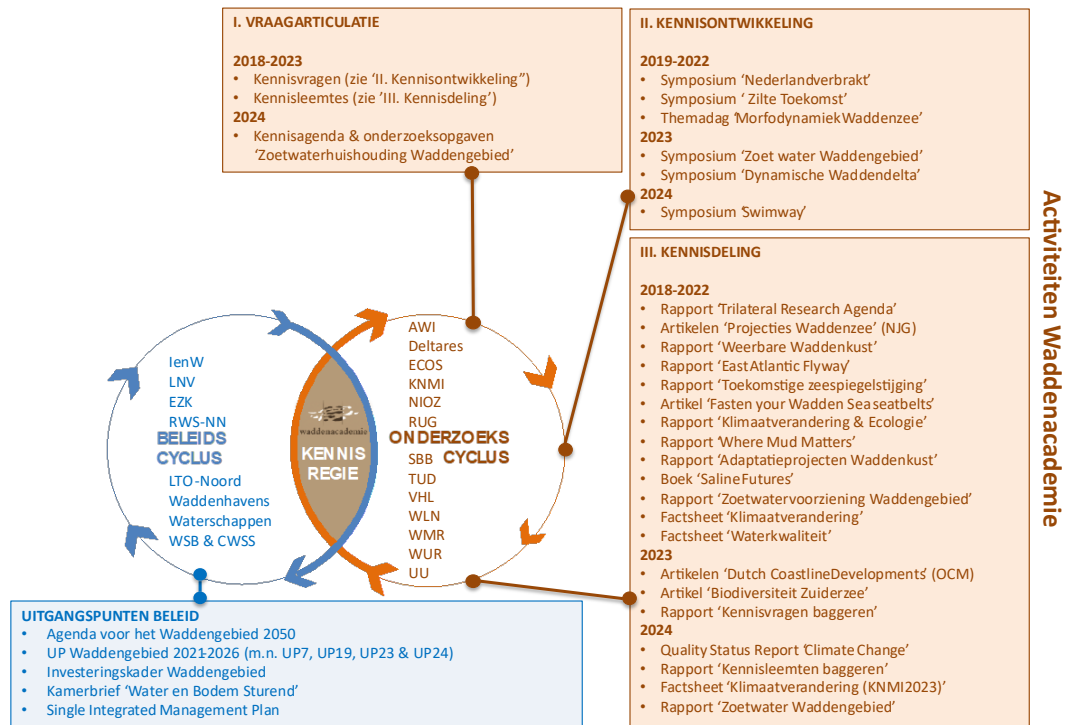 I. VRAAGARTICULATIE
2018-2023
• Kennisvragen (zie ‘II. Kennisontwikkeling”)
• Kennisleemtes (zie ’III. Kennisdeling’)
2024
• Kennisagenda & onderzoeksopgaven
‘Zoetwaterhuishouding Waddengebied’
II. KENNISONTWIKKELING
2019-2022
• Symposium ‘Nederlandverbrakt’
• Symposium ‘ Zilte Toekomst’
• Themadag ‘Morfodynamiek Waddenzee’
2023
• Symposium ‘Zoet water Waddengebied’
• Symposium ‘Dynamische Waddendelta’
2024
• Symposium ‘Swimway’
III. KENNISDELING
2018-2022
• Rapport ‘Trilateral Research Agenda’
• Artikelen ‘Projecties Waddenzee’ (NJG)
• Rapport ‘Weerbare Waddenkust’
• Rapport ‘East Atlantic Flyway’
• Rapport ‘Toekomstige zeespiegelstijging’
• Artikel ‘Fasten your Wadden Sea seatbelts’
• Rapport ‘Klimaatverandering & Ecologie’
• Rapport ‘Where Mud Matters’
• Rapport ‘Adaptatieprojecten Waddenkust’
• Boek ‘Saline Futures’
• Rapport ‘Zoetwatervoorziening Waddengebied’
• Factsheet ‘Klimaatverandering’
• Factsheet ‘Waterkwaliteit’
2023
• Artikelen ‘Dutch Coastline Developments’ (OCM)
• Artikel ‘Biodiversiteit Zuiderzee’
• Rapport ‘Kennisvragen baggeren’
2024
• Quality Status Report ‘Climate Change’
• Rapport ‘Kennisleemten baggeren’
• Factsheet ‘Klimaatverandering (KNMI2023)’
• Rapport ‘Zoetwater Waddengebied’
Activiteiten Waddenacademie
IenW
LNV
EZK
RWS-NN
BELEIDS
CYCLUS
LTO-Noord
Waddenhavens
Waterschappen
WSB & CWSS
waddenacademie
KENNIS
REGIE
AWI
Deltares
ECOS
KNMI
NIOZ
RUG
ONDERZOEKS
CYCLUS
SBB
TUD
VHL
WLN
WMR
WUR
UU
UITGANGSPUNTEN BELEID
• Agenda voor het Waddengebied 2050
• UP Waddengebied 2021-2026 (m.n. UP7, UP19, UP23 & UP24)
• Investeringskader Waddengebied
• Kamerbrief ‘Water en Bodem Sturend’
• Single Integrated Management Plan